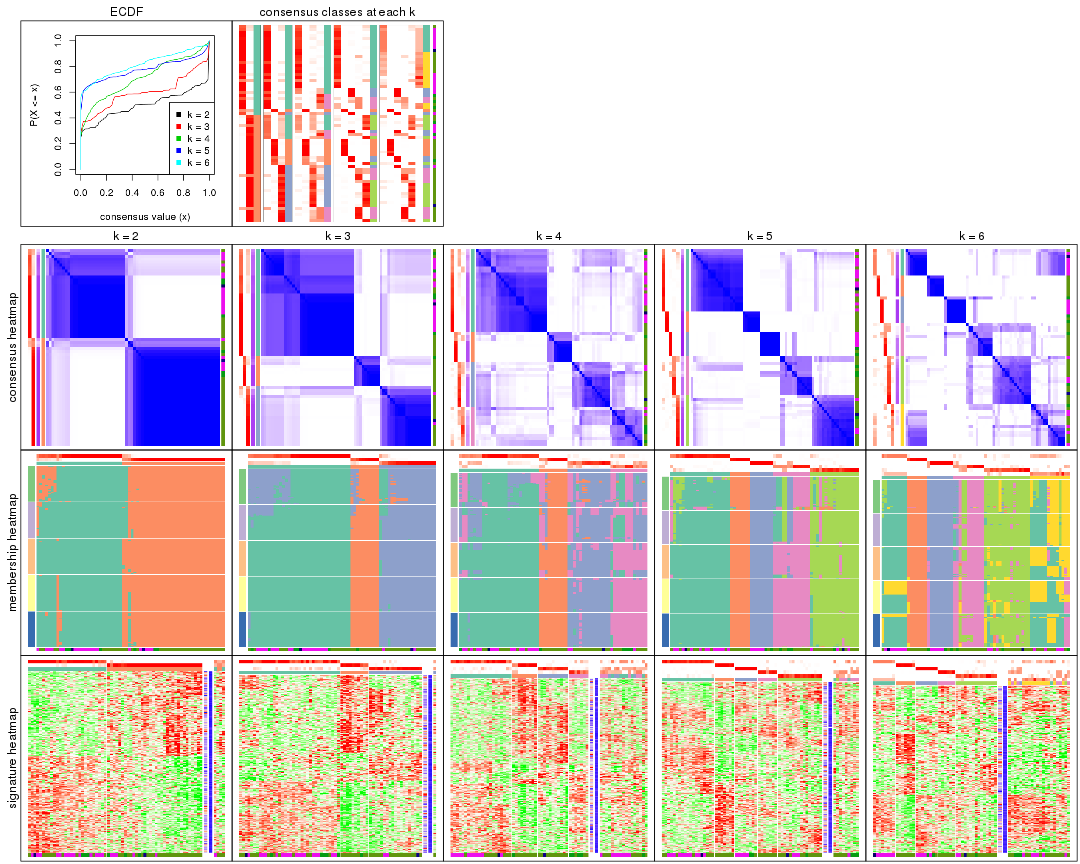 ECDF
consensus classes at each k
P(X <= x)
0.0 0.2 0.4 0.6 0.8 1.0
k = 2
k = 3
k = 4
k = 5
k = 6
0.0 0.2 0.4 0.6 0.8 1.0
consensus value (x)
k = 2
k = 3
k = 4
k = 5
k = 6
consensus heatmap
membership heatmap
signature heatmap